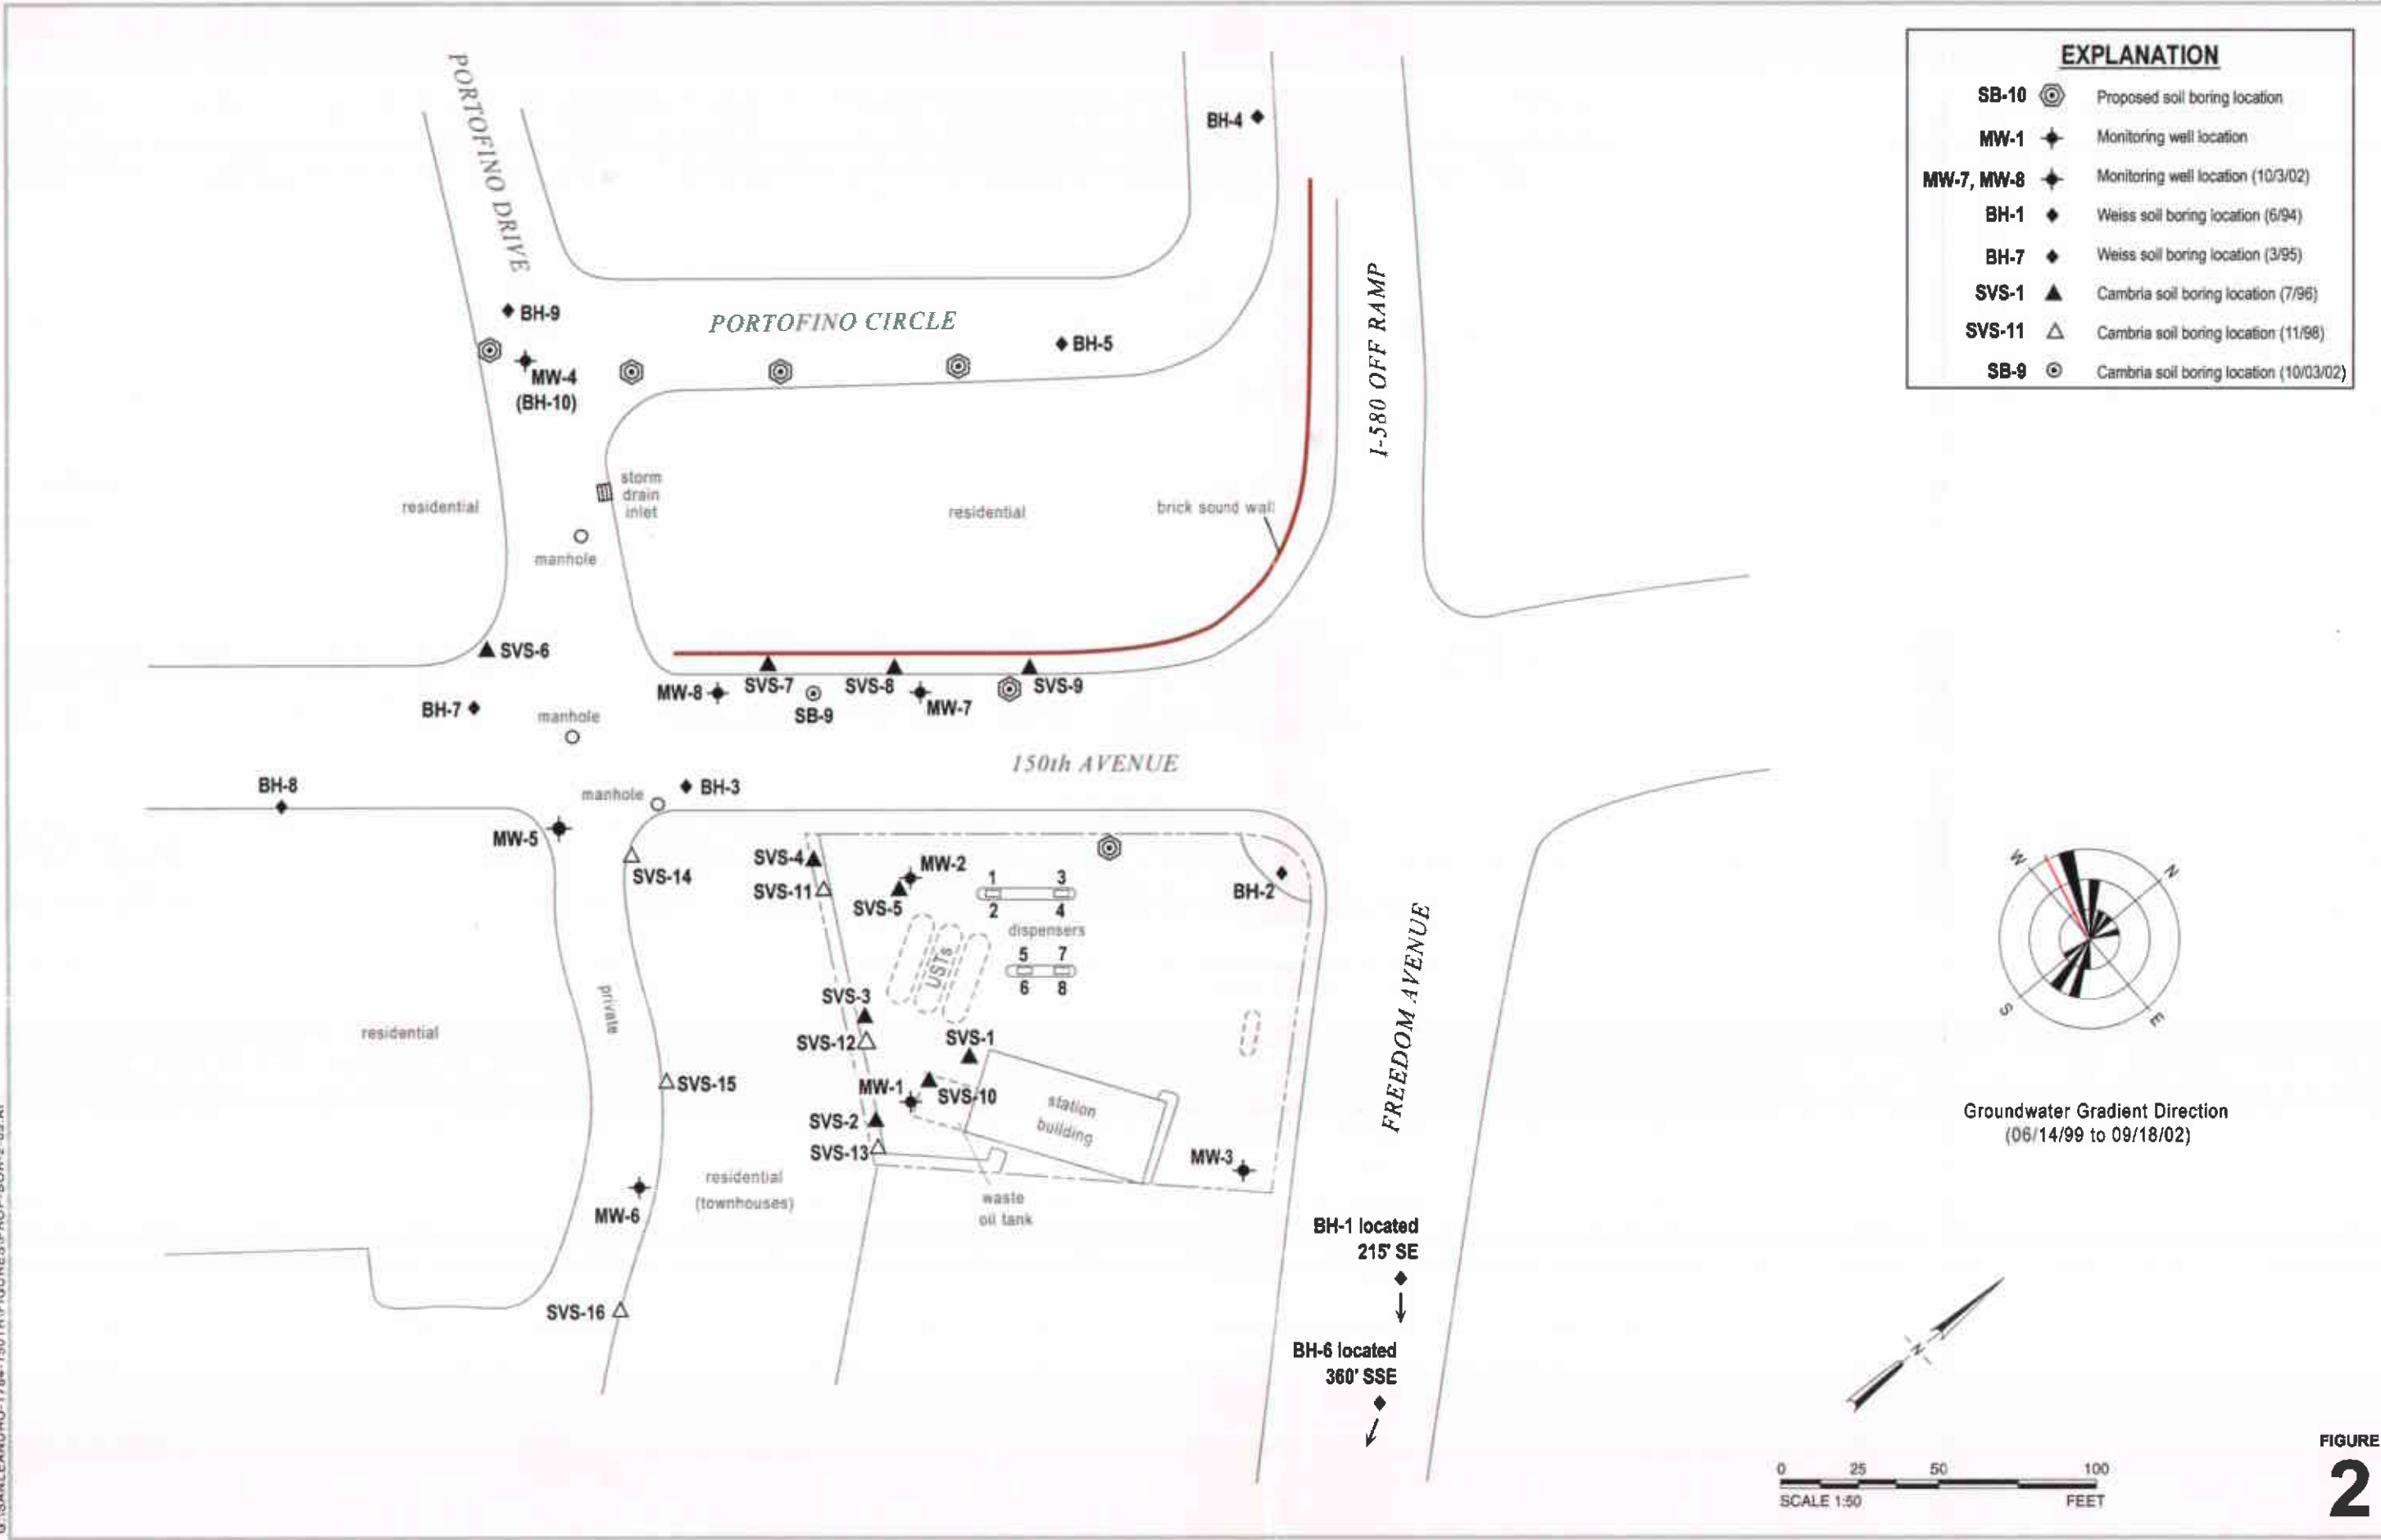 EXPLANATION
SB-10 Proposed soil boring location
MW-1 Monitoring well location
MW-7, MW-8 Monitoring well location (10/3/02)
BH-1 Weiss soil boring location (6/94)
BH-7 Weiss soil boring location (3/95)
SVS-1 Cambria soil boring location (7/96)
SVS-11 Cambria soil boring location (11/98)
SB-9 Cambria soil boring location (10/03/02)
PORTOFINO DRIVE
BH-4
BH-9
PORTOFINO CIRCLE
BH-5
I-580 OFF RAMP
MW-4
(BH-10)
storm
drain
inlet
residential
residential
brick sound wall
manhole
SVS-6
MW-8
SVS-7
SB-9
SVS-8
MW-7
SVS-9
BH-7
manhole
150th AVENUE
BH-8
manhole
BH-3
MW-5
SVS-14
SVS-4
MW-2
SVS-11
SVS-5
1 3
2 4
dispensers
5 7
6 8
BH-2
USTs
SVS-3
SVS-12
SVS-1
MW-1
SVS-10
SVS-2
SVS-13
station
building
MW-3
waste
oil tank
private
residential
SVS-15
residential
(townhouses)
MW-6
SVS-16
FREEDOM AVENUE
BH-1 located
215' SE
BH-6 located
360' SSE
W
N
S
E
Groundwater Gradient Direction
(06/14/99 to 09/18/02)
N
0 25 50 100
SCALE 1:50 FEET
FIGURE
2